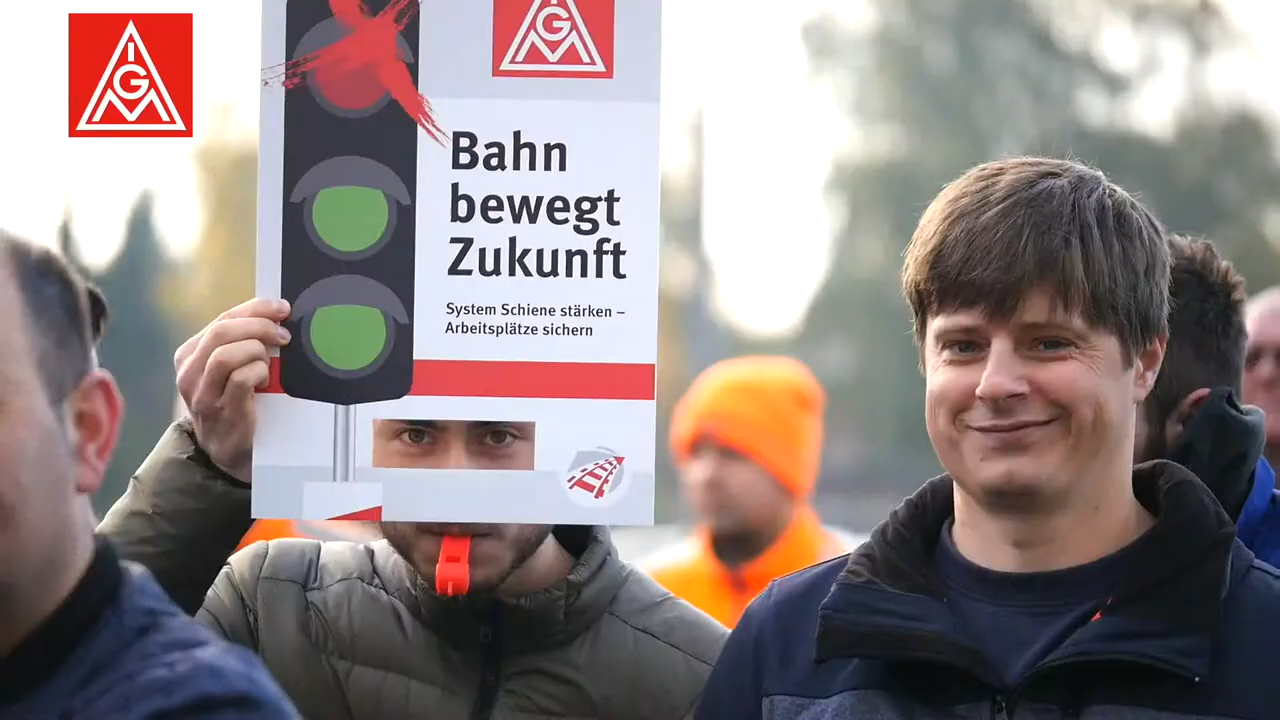 IGM
IGM
Bahn
bewegt
Zukunft
System Schiene stärken –
Arbeitsplätze sichern